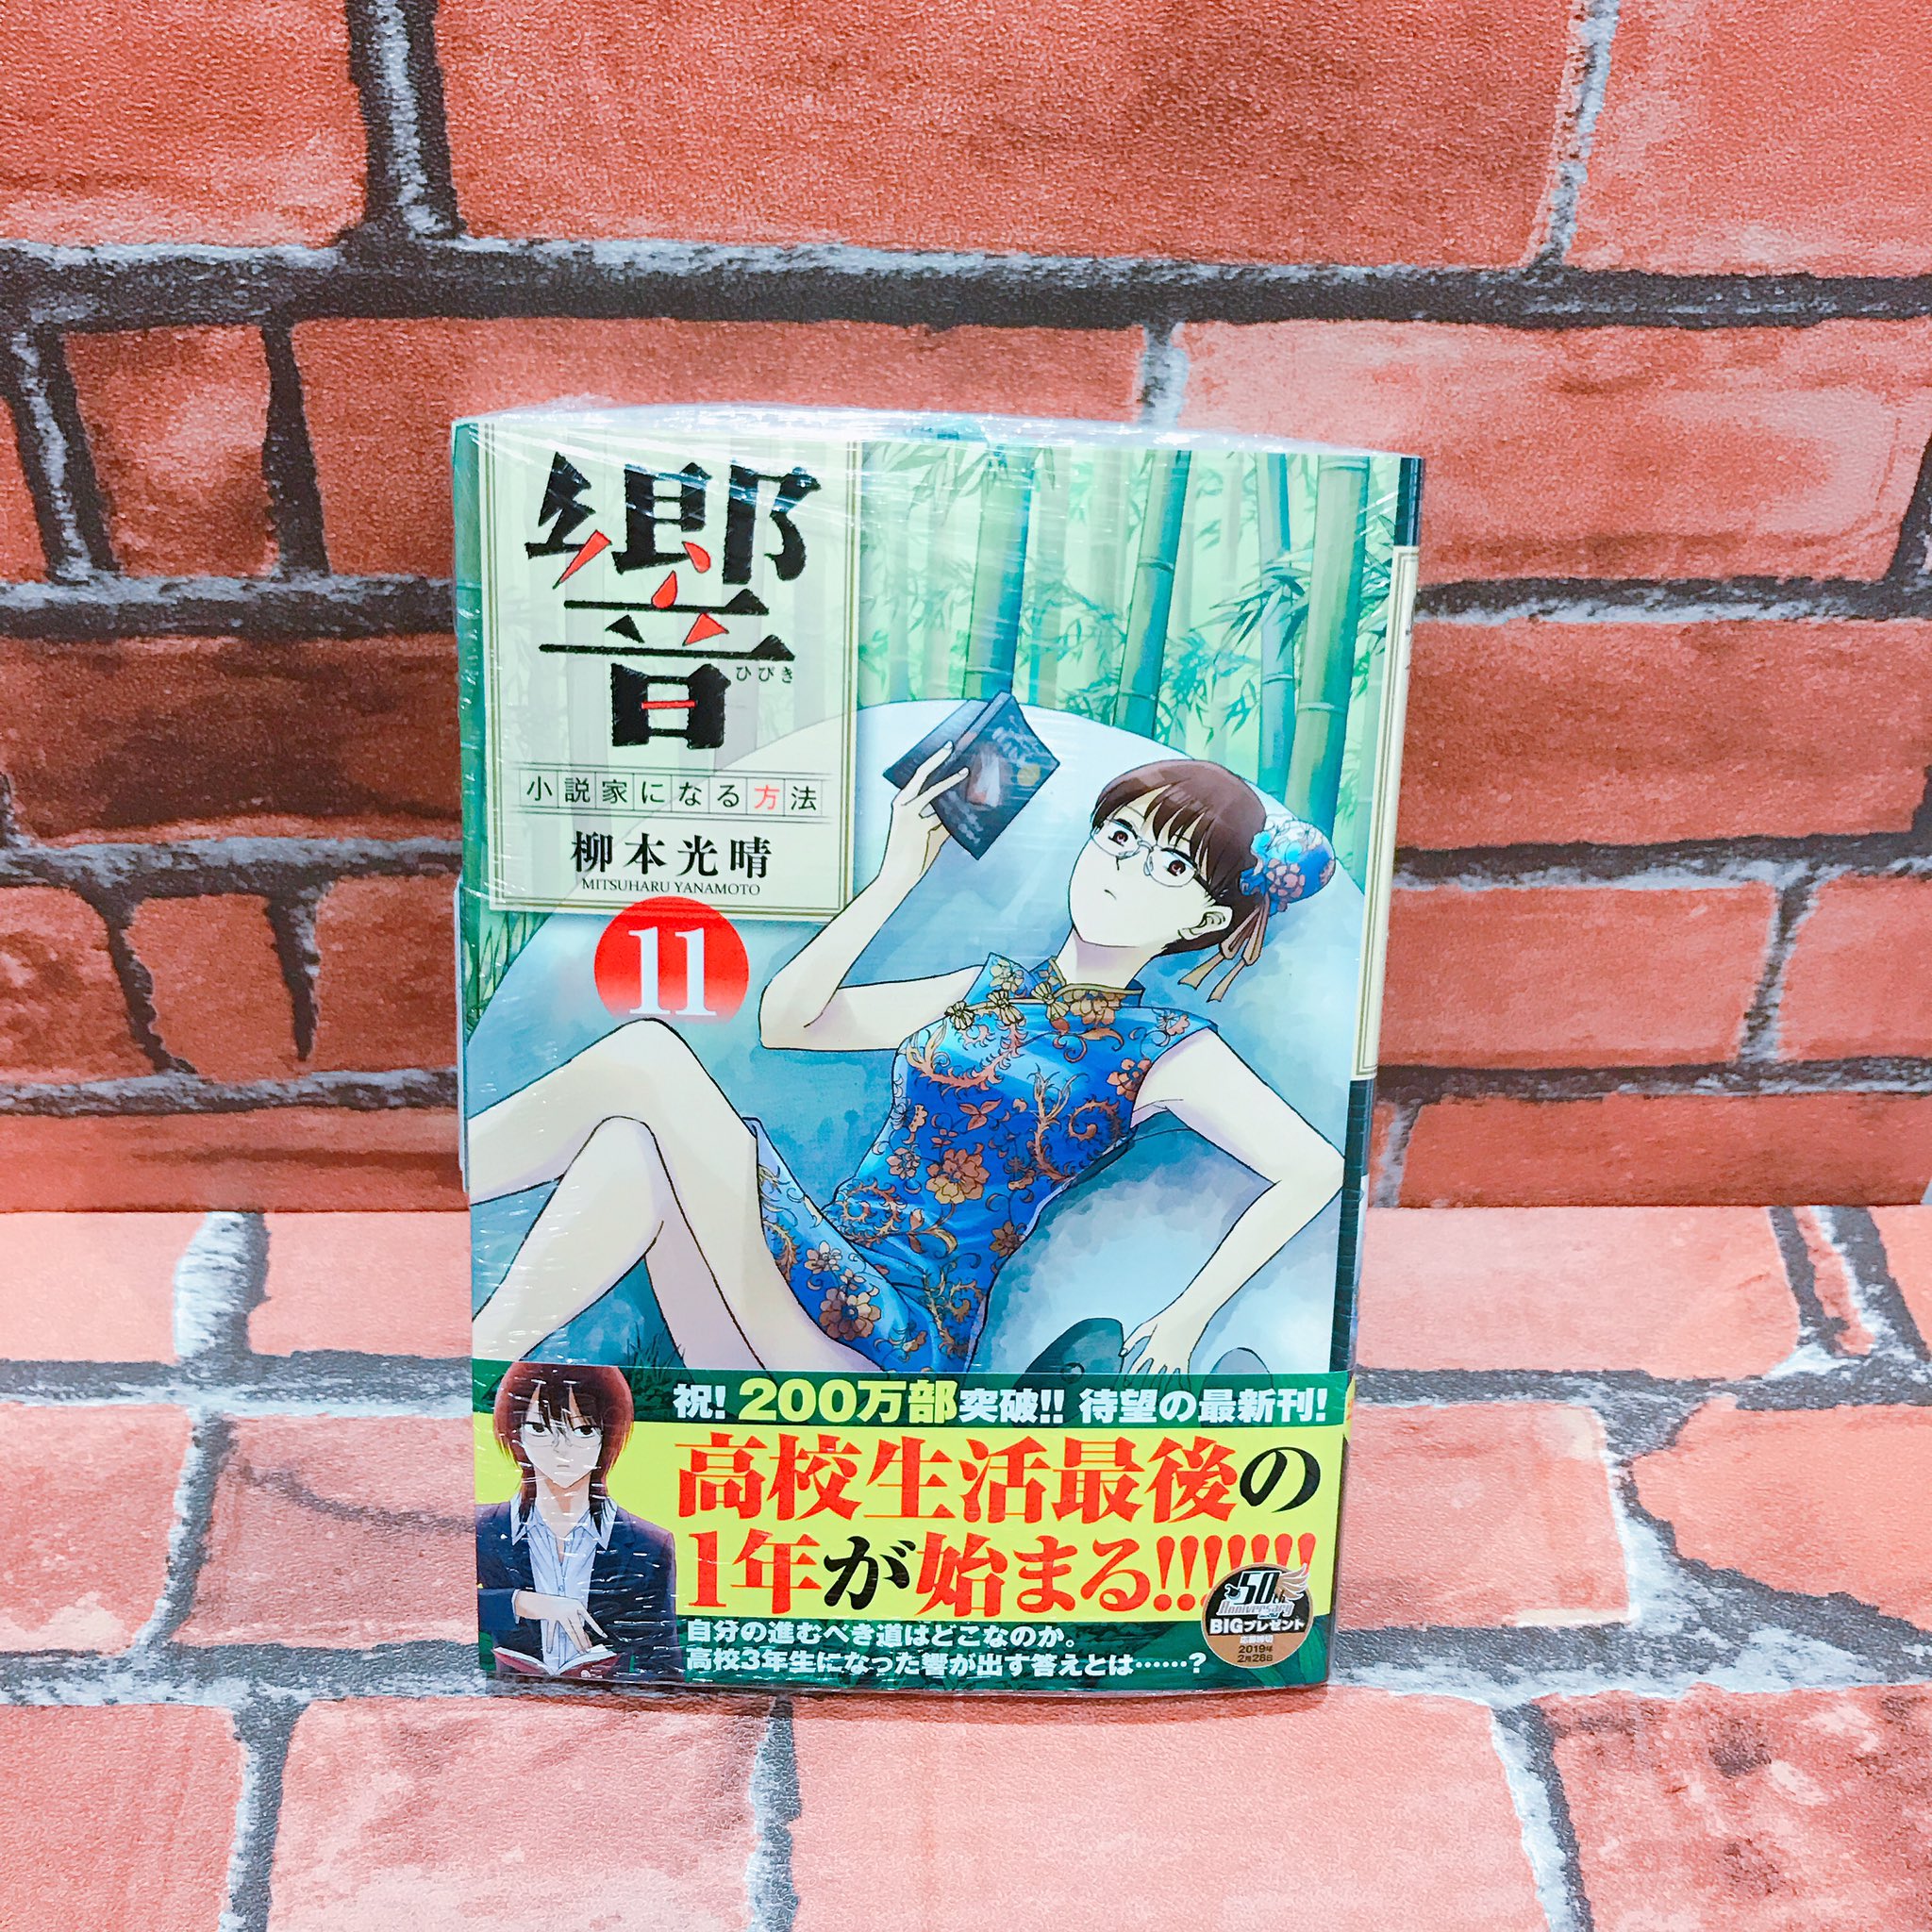 響
ひびき
小説家になる方法
柳本光晴
MITSUHARU YANAMOTO
11
祝!200万部突破!!待望の最新刊!
高校生活最後の
1年が始まる!!!!!!!
自分の進むべき道はどこなのか。
高校3年生になった響が出す答えとは……?
50th
Anniversary
BIGプレゼント
2019年
2月28日